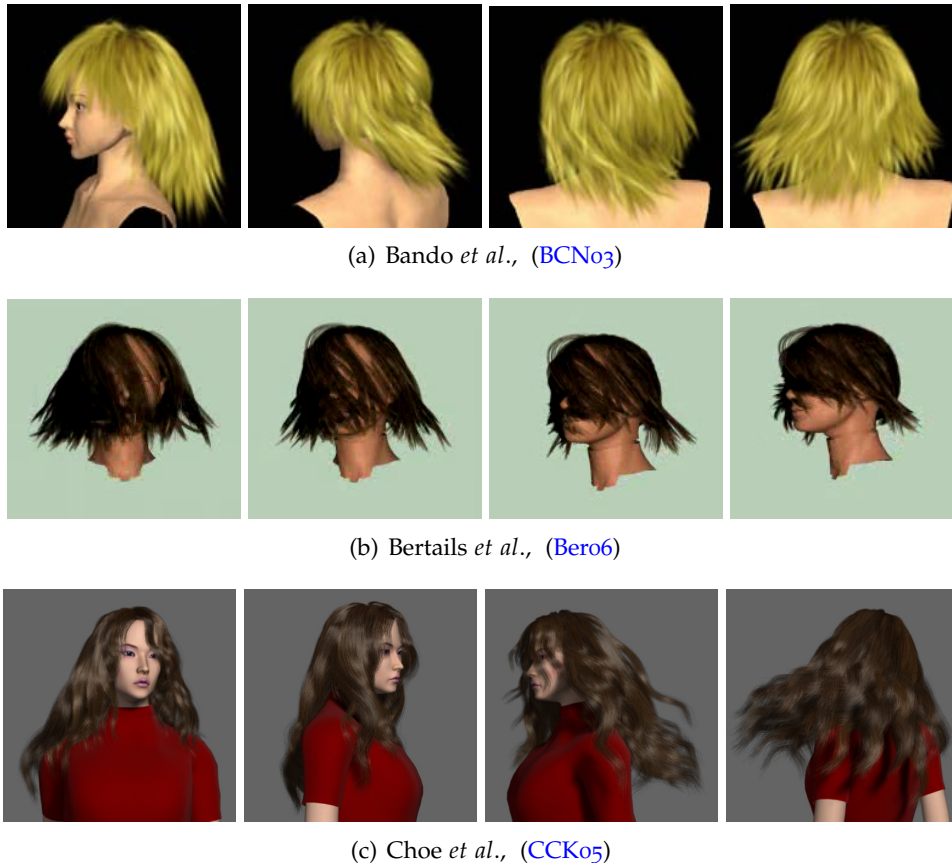 (a) Bando et al., (BCN03)
(b) Bertails et al., (Ber06)
(c) Choe et al., (CCK05)